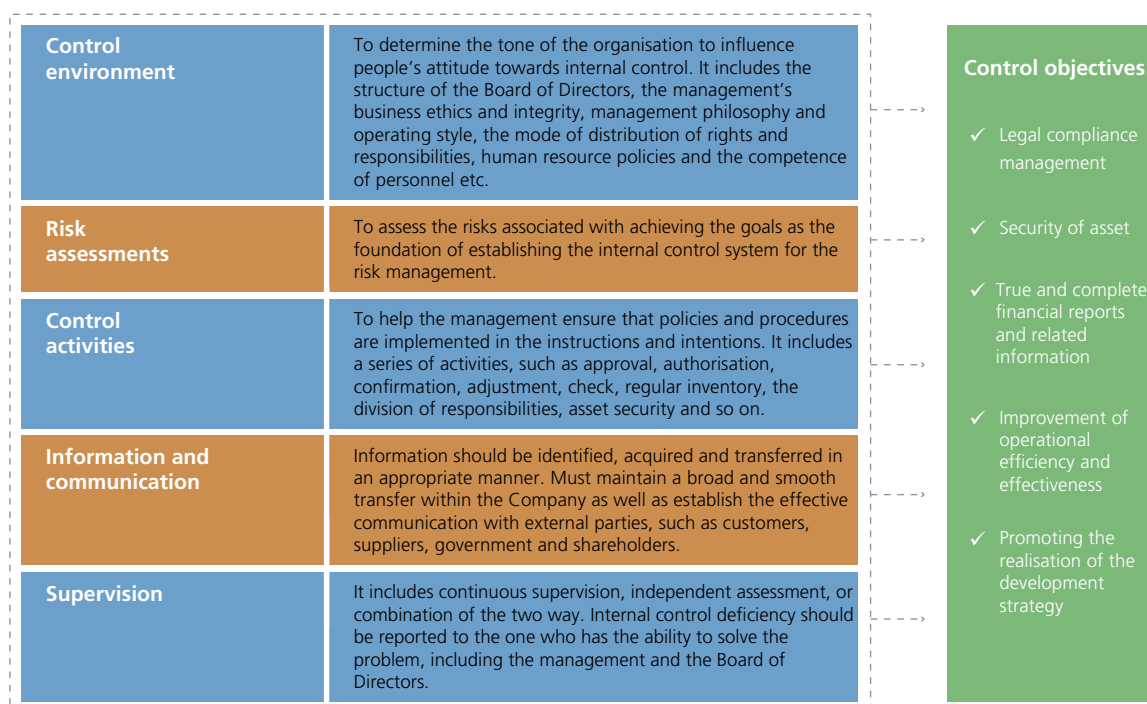 Control
environment
To determine the tone of the organisation to influence
people's attitude towards internal control. It includes the
structure of the Board of Directors, the management's
business ethics and integrity, management philosophy and
operating style, the mode of distribution of rights and
responsibilities, human resource policies and the competence
of personnel etc.
Risk
assessments
To assess the risks associated with achieving the goals as the
foundation of establishing the internal control system for the
risk management.
Control
activities
To help the management ensure that policies and procedures
are implemented in the instructions and intentions. It includes
a series of activities, such as approval, authorisation,
confirmation, adjustment, check, regular inventory, the
division of responsibilities, asset security and so on.
Information and
communication
Information should be identified, acquired and transferred in
an appropriate manner. Must maintain a broad and smooth
transfer within the Company as well as establish the effective
communication with external parties, such as customers,
suppliers, government and shareholders.
Supervision
It includes continuous supervision, independent assessment, or
combination of the two way. Internal control deficiency should
be reported to the one who has the ability to solve the
problem, including the management and the Board of
Directors.
Control objectives
✓ Legal compliance
management
✓ Security of asset
✓ True and complete
financial reports
and related
information
✓ Improvement of
operational
efficiency and
effectiveness
✓ Promoting the
realisation of the
development
strategy